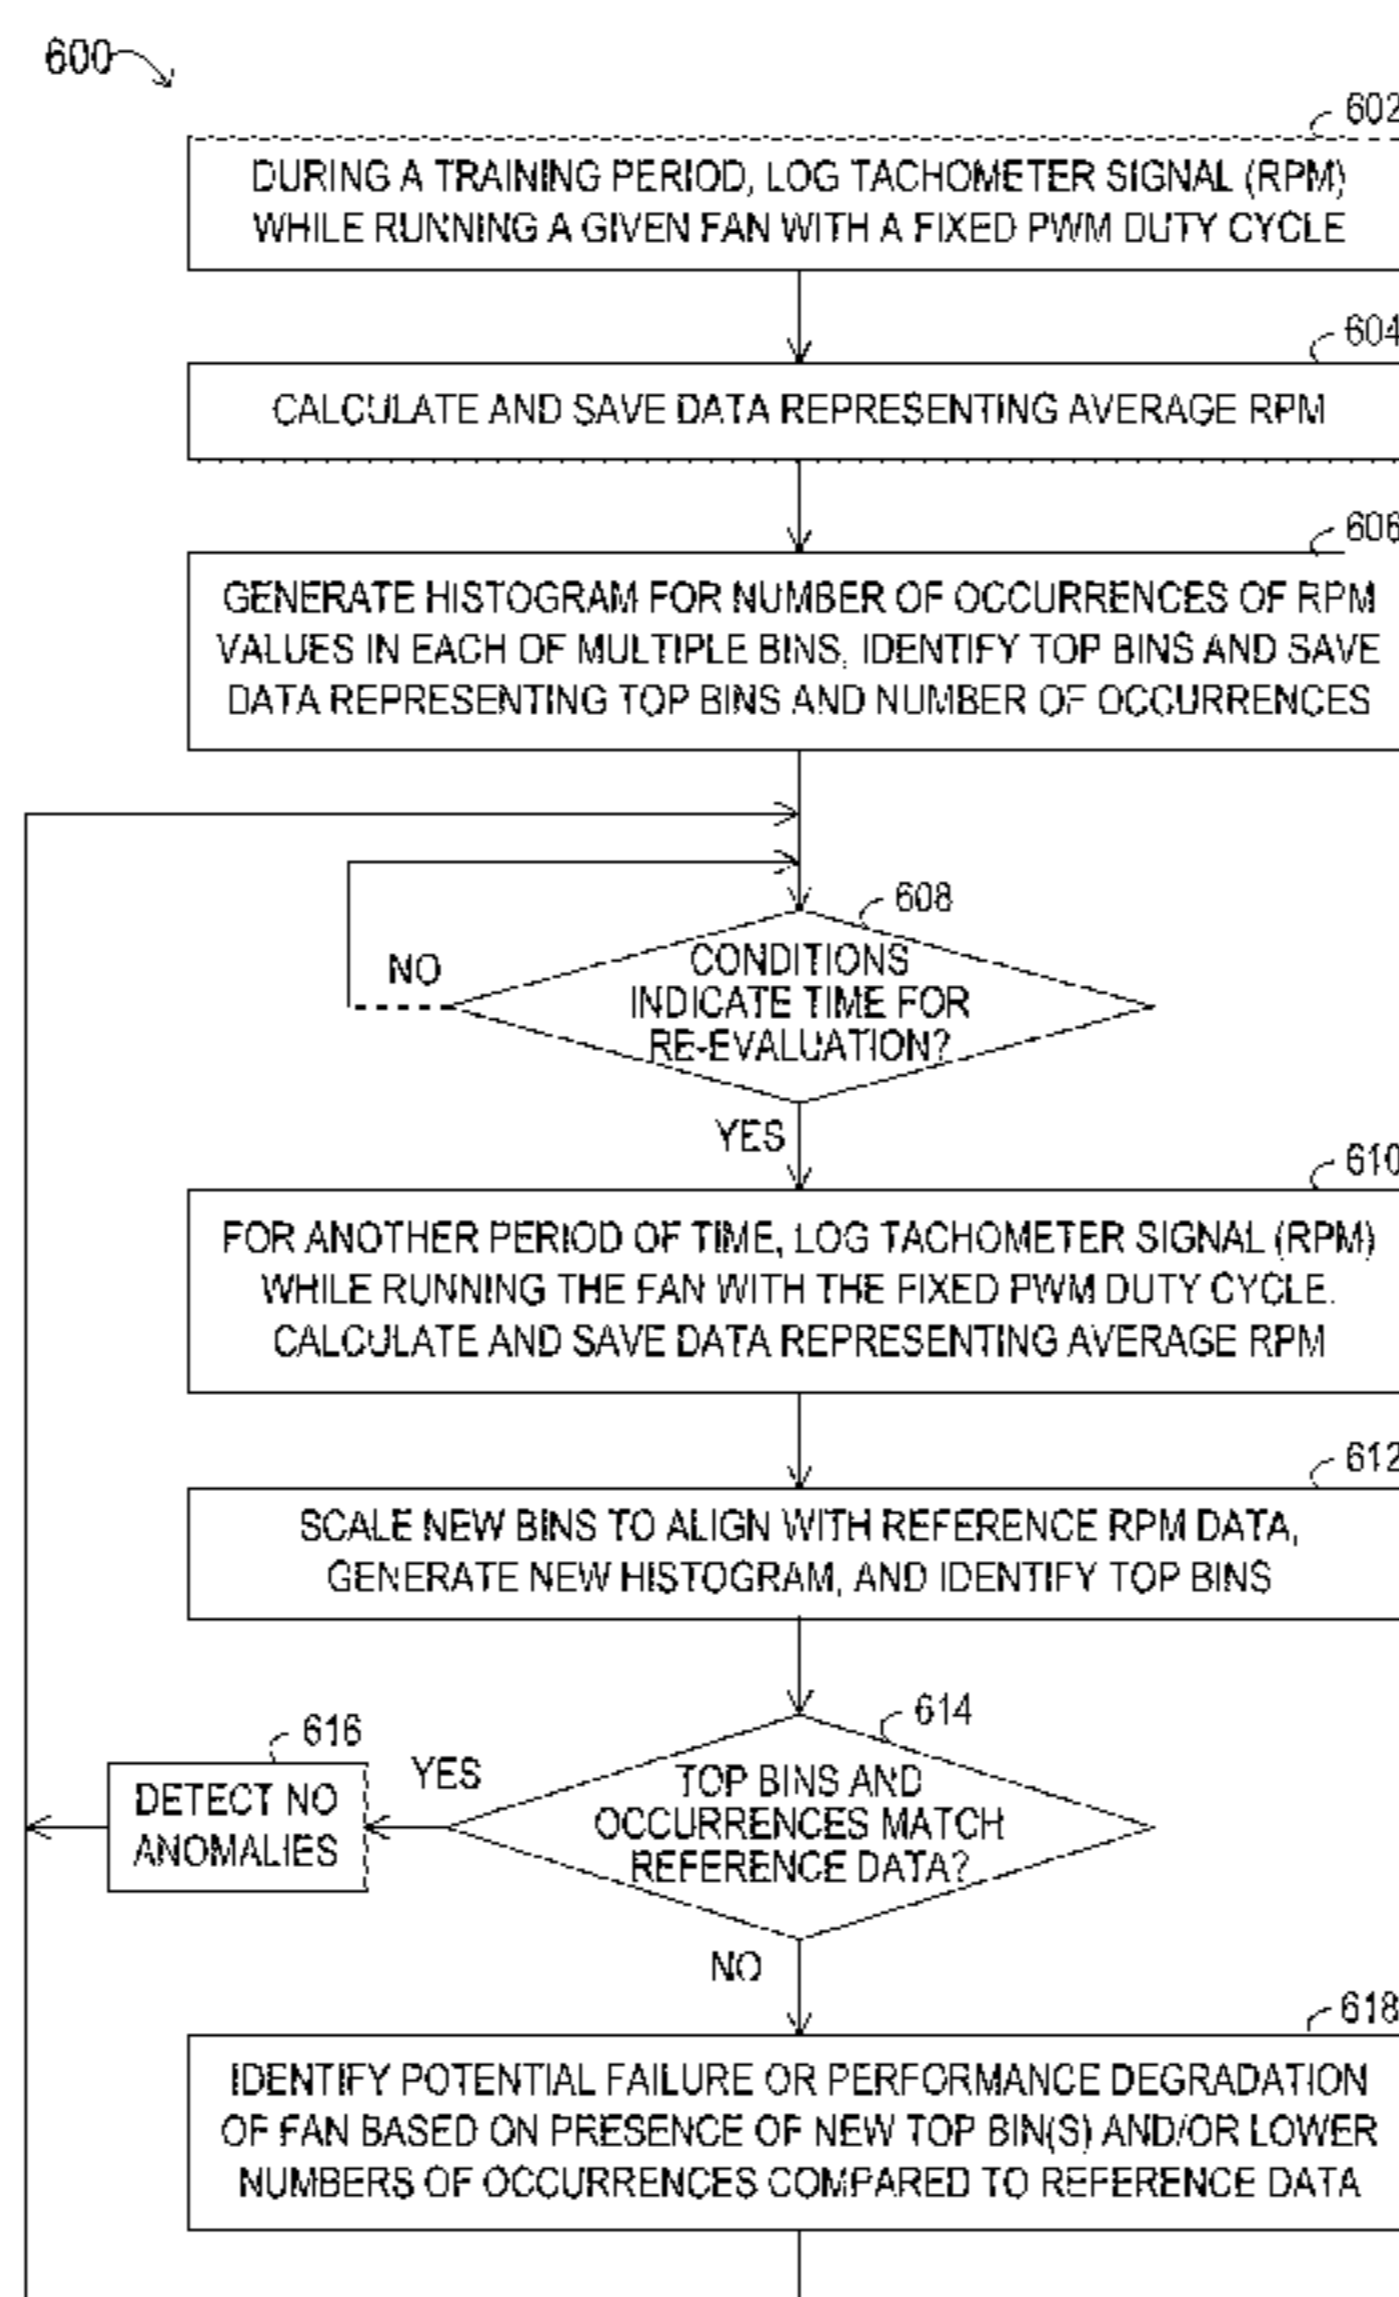 600
602
DURING A TRAINING PERIOD, LOG TACHOMETER SIGNAL (RPM)
WHILE RUNNING A GIVEN FAN WITH A FIXED PWM DUTY CYCLE
604
CALCULATE AND SAVE DATA REPRESENTING AVERAGE RPM
606
GENERATE HISTOGRAM FOR NUMBER OF OCCURRENCES OF RPM
VALUES IN EACH OF MULTIPLE BINS, IDENTIFY TOP BINS AND SAVE
DATA REPRESENTING TOP BINS AND NUMBER OF OCCURRENCES
608
NO
CONDITIONS
INDICATE TIME FOR
RE-EVALUATION?
YES
610
FOR ANOTHER PERIOD OF TIME, LOG TACHOMETER SIGNAL (RPM)
WHILE RUNNING THE FAN WITH THE FIXED PWM DUTY CYCLE.
CALCULATE AND SAVE DATA REPRESENTING AVERAGE RPM
612
SCALE NEW BINS TO ALIGN WITH REFERENCE RPM DATA,
GENERATE NEW HISTOGRAM, AND IDENTIFY TOP BINS
614
616
YES
TOP BINS AND
OCCURRENCES MATCH
REFERENCE DATA?
DETECT NO
ANOMALIES
NO
618
IDENTIFY POTENTIAL FAILURE OR PERFORMANCE DEGRADATION
OF FAN BASED ON PRESENCE OF NEW TOP BIN(S) AND/OR LOWER
NUMBERS OF OCCURRENCES COMPARED TO REFERENCE DATA